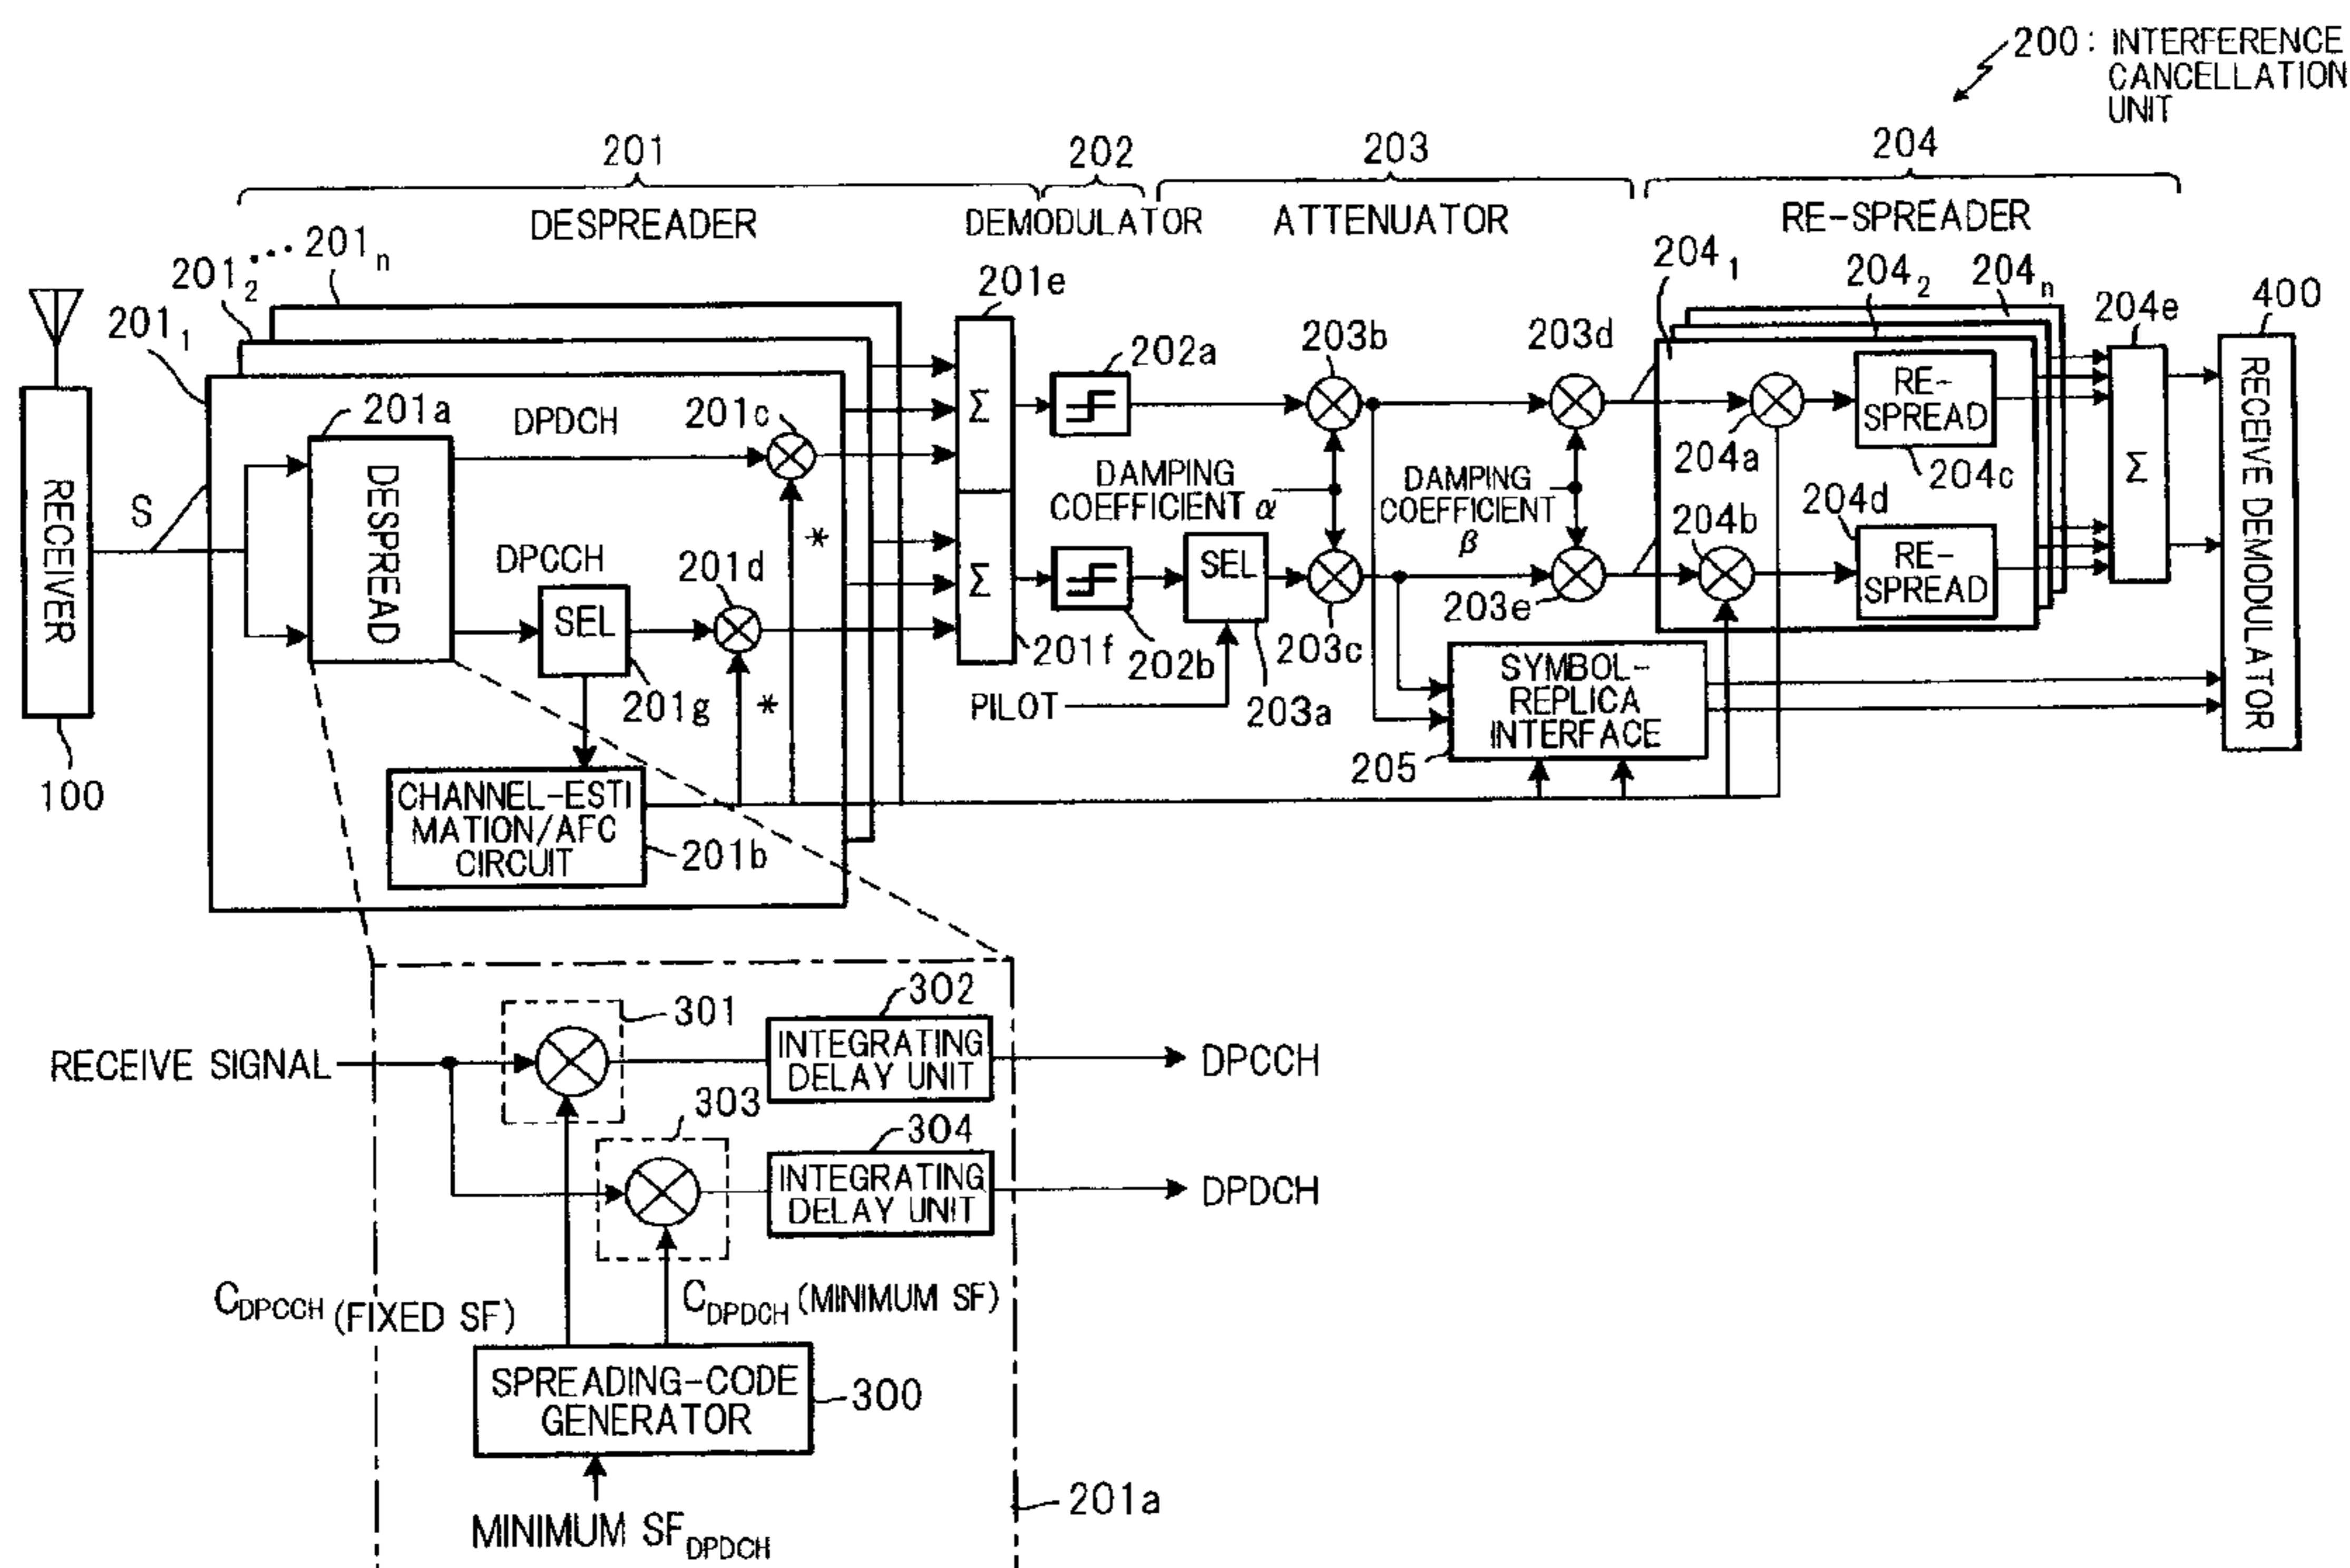 200 : INTERFERENCE
CANCELLATION
UNIT
201
202
203
204
DESPREADER
DEMODULATOR
ATTENUATOR
RE-SPREADER
201₁
201₂
... 201ₙ
201e
202a
203b
203d
204₁
204₂
204ₙ
204e
400
201a
DPDCH
201c
Σ
RE-
SPREAD
204a
204c
RECEIVER
S
DESPREAD
*
DAMPING
COEFFICIENT α
DAMPING
COEFFICIENT
β
204b
204d
Σ
RECEIVE DEMODULATOR
DPCCH
SEL
201d
Σ
SEL
RE-
SPREAD
203e
201g
*
201f
202b
203c
PILOT
203a
SYMBOL-
REPLICA
INTERFACE
205
100
CHANNEL-ESTI
MATION/AFC
CIRCUIT
201b
301
302
RECEIVE SIGNAL
INTEGRATING
DELAY UNIT
DPCCH
303
304
INTEGRATING
DELAY UNIT
DPDCH
C_DPCCH (FIXED SF)
C_DPDCH (MINIMUM SF)
SPREADING-CODE
GENERATOR
300
MINIMUM SF_DPDCH
201a